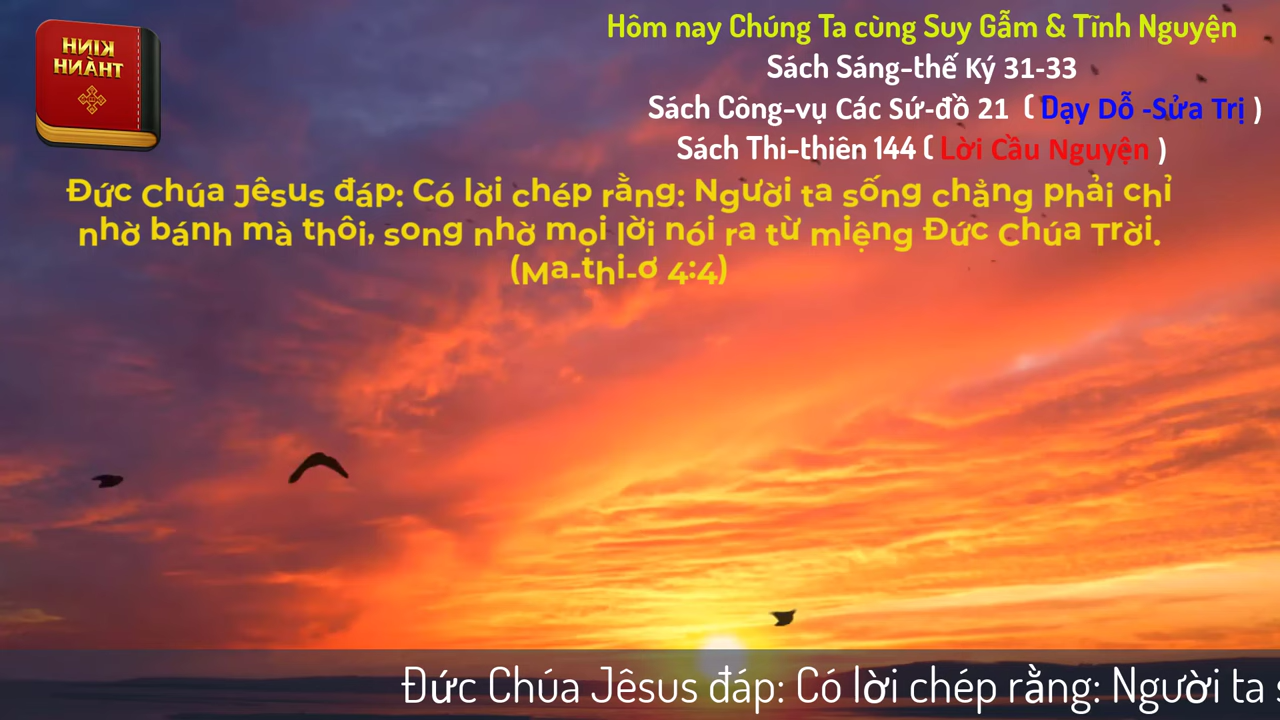 KINH
THÀNH
Hôm nay Chúng Ta cùng Suy Gẫm & Tĩnh Nguyện
Sách Sáng-thế Ký 31-33
Sách Công-vụ Các Sứ-đồ 21 ( Dạy Dỗ -Sửa Trị )
Sách Thi-thiên 144 ( Lời Cầu Nguyện )
Đức Chúa Jêsus đáp: Có lời chép rằng: Người ta sống chẳng phải chỉ
nhờ bánh mà thôi, song nhờ mọi lời nói ra từ miệng Đức Chúa Trời.
(Ma-thi-ơ 4:4)
Đức Chúa Jêsus đáp: Có lời chép rằng: Người ta